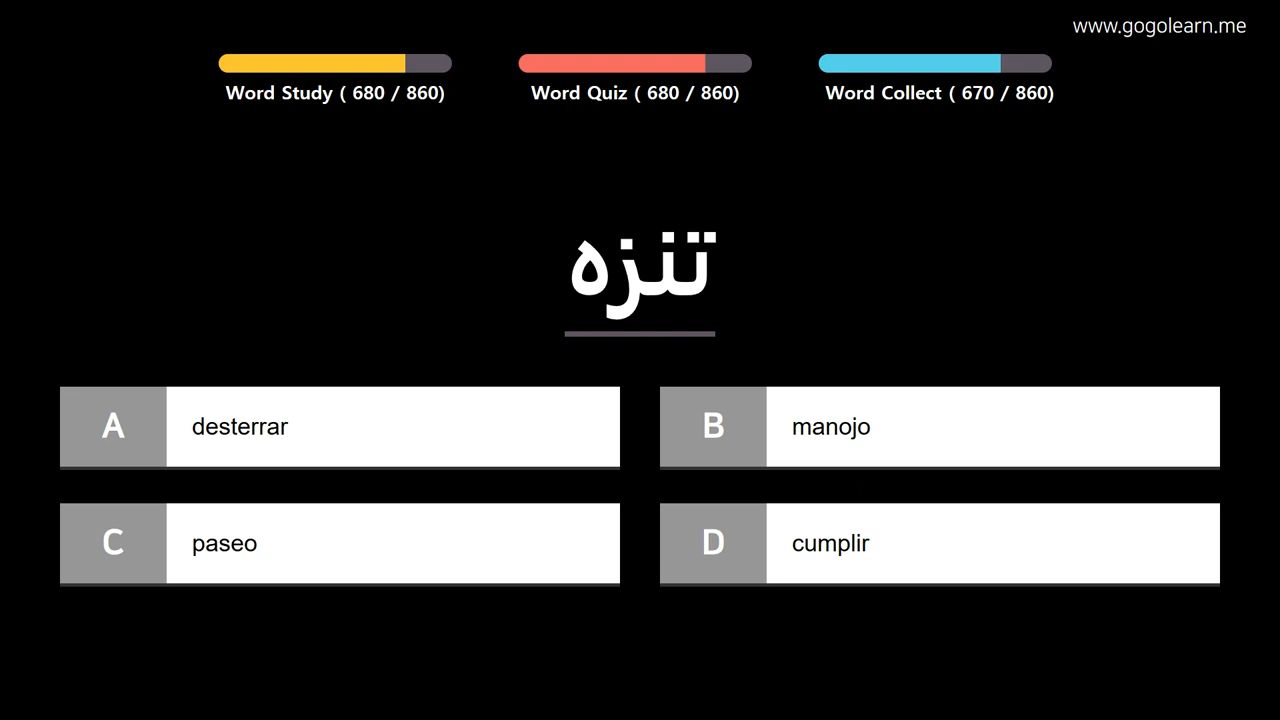 www.gogolearn.me
Word Study ( 680 / 860)
Word Quiz ( 680 / 860)
Word Collect ( 670 / 860)
تنزه
A desterrar
B manojo
C paseo
D cumplir